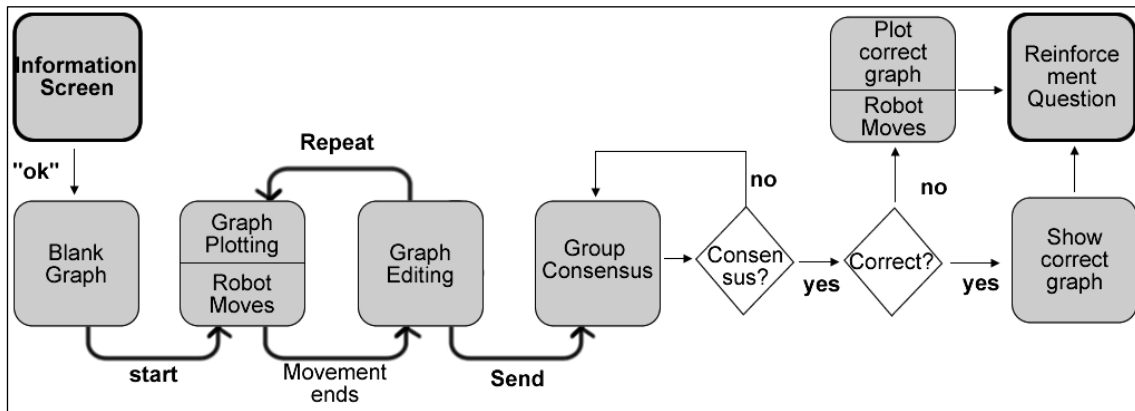 Information
Screen
"ok"
Blank
Graph
start
Graph
Plotting
Robot
Moves
Repeat
Movement
ends
Graph
Editing
Send
Group
Consensus
no
Consen
sus?
yes
Correct?
no
yes
Plot
correct
graph
Robot
Moves
Show
correct
graph
Reinforce
ment
Question